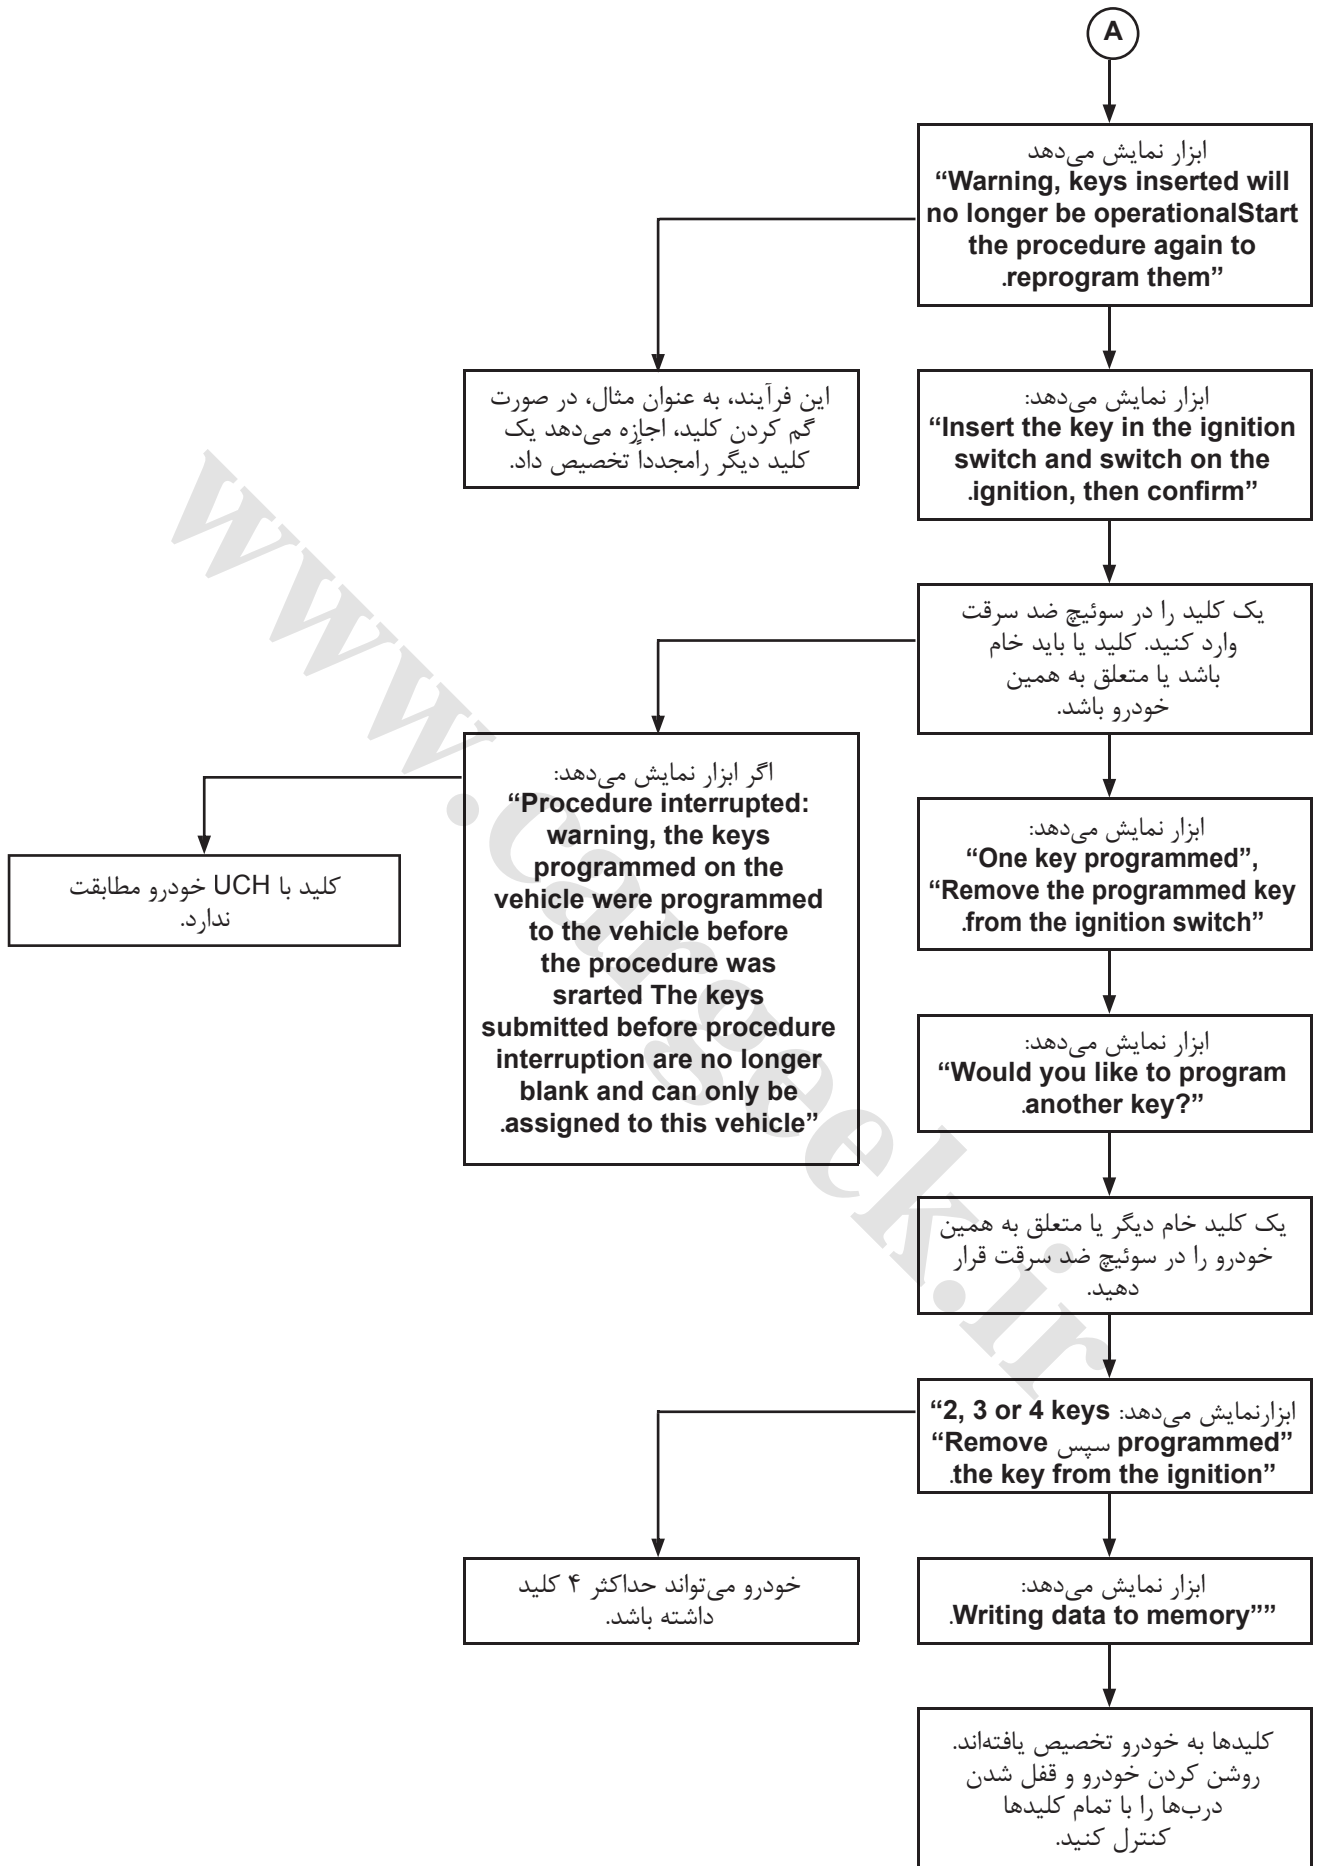 A
ابزار نمایش می‌دهد
“Warning, keys inserted will
no longer be operationalStart
the procedure again to
.reprogram them”
این فرآیند، به عنوان مثال، در صورت
گم کردن کلید، اجازه می‌دهد یک
کلید دیگر رامجدداً تخصیص داد.
ابزار نمایش می‌دهد:
“Insert the key in the ignition
switch and switch on the
.ignition, then confirm”
یک کلید را در سوئیچ ضد سرقت
وارد کنید. کلید یا باید خام
باشد یا متعلق به همین
خودرو باشد.
اگر ابزار نمایش می‌دهد:
“Procedure interrupted:
warning, the keys
programmed on the
vehicle were programmed
to the vehicle before
the procedure was
srarted The keys
submitted before procedure
interruption are no longer
blank and can only be
.assigned to this vehicle”
کلید با UCH خودرو مطابقت
ندارد.
ابزار نمایش می‌دهد:
“One key programmed”,
“Remove the programmed key
.from the ignition switch”
ابزار نمایش می‌دهد:
“Would you like to program
.another key?”
یک کلید خام دیگر یا متعلق به همین
خودرو را در سوئیچ ضد سرقت قرار
دهید.
ابزارنمایش می‌دهد: “2, 3 or 4 keys
programmed” سپس “Remove
.the key from the ignition”
خودرو می‌تواند حداکثر ۴ کلید
داشته باشد.
ابزار نمایش می‌دهد:
.Writing data to memory””
کلیدها به خودرو تخصیص یافته‌اند.
روشن کردن خودرو و قفل شدن
درب‌ها را با تمام کلیدها
کنترل کنید.
www.cargeek.ir